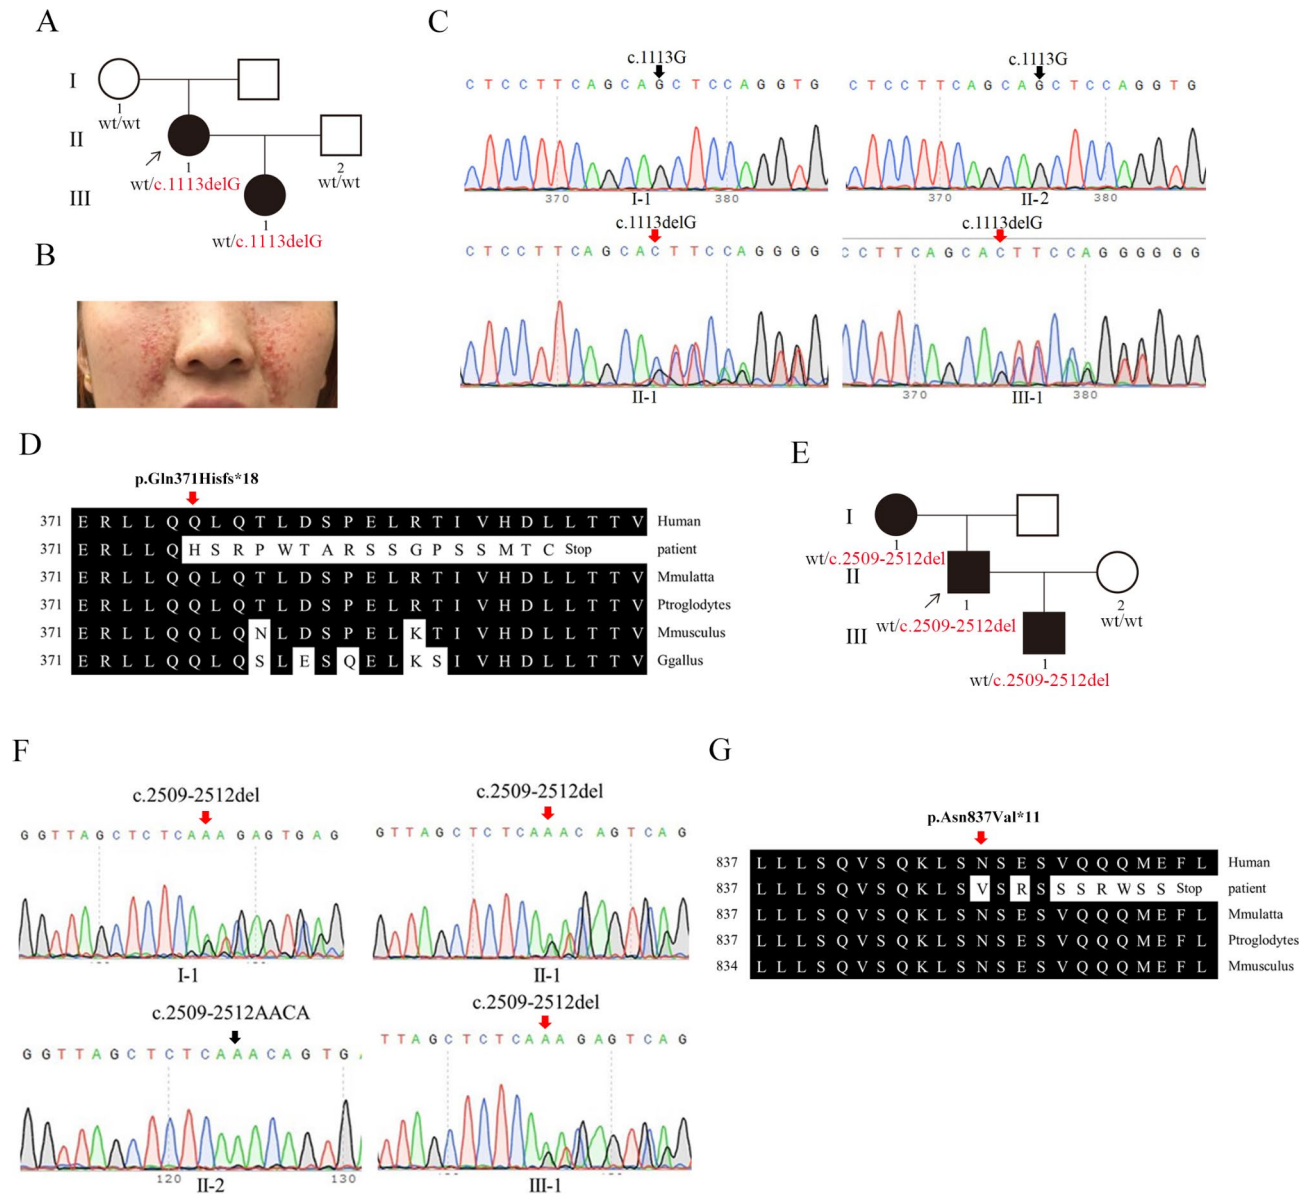 A
I
1
wt/wt
II
1
wt/c.1113delG
2
wt/wt
III
1
wt/c.1113delG
B
C
c.1113G
C T C C T T C A G C A G C T C C A G G T G
370
380
I-1
c.1113G
C T C C T T C A G C A G C T C C A G G T G
370
380
II-2
c.1113delG
C T C C T T C A G C A C T T C C A G G G G
II-1
c.1113delG
C C T T C A G C A C T T C C A G G G G G G
370
380
III-1
D
p.Gln371Hisfs*18
371 E R L L Q Q L Q T L D S P E L R T I V H D L L T T V Human
371 E R L L Q H S R P W T A R S S G P S S M T C Stop patient
371 E R L L Q Q L Q T L D S P E L R T I V H D L L T T V Mmulatta
371 E R L L Q Q L Q T L D S P E L R T I V H D L L T T V Ptroglodytes
371 E R L L Q Q L Q N L D S P E L K T I V H D L L T T V Mmusculus
371 E R L L Q Q L Q S L E S Q E L K S I V H D L L T T V Ggallus
E
I
1
wt/c.2509-2512del
II
1
wt/c.2509-2512del
2
wt/wt
III
1
wt/c.2509-2512del
F
c.2509-2512del
G G T T A G C T C T C A A A G A G T G A G
I-1
c.2509-2512del
G T T A G C T C T C A A A C A G T C A G
II-1
c.2509-2512AACA
G G T T A G C T C T C A A A C A G T G
120
130
II-2
c.2509-2512del
T T A G C T C T C A A A G A G T C A G
III-1
G
p.Asn837Val*11
837 L L L S Q V S Q K L S N S E S V Q Q Q M E F L Human
837 L L L S Q V S Q K L S V S R S S S R W S S Stop patient
837 L L L S Q V S Q K L S N S E S V Q Q Q M E F L Mmulatta
837 L L L S Q V S Q K L S N S E S V Q Q Q M E F L Ptroglodytes
834 L L L S Q V S Q K L S N S E S V Q Q Q M E F L Mmusculus